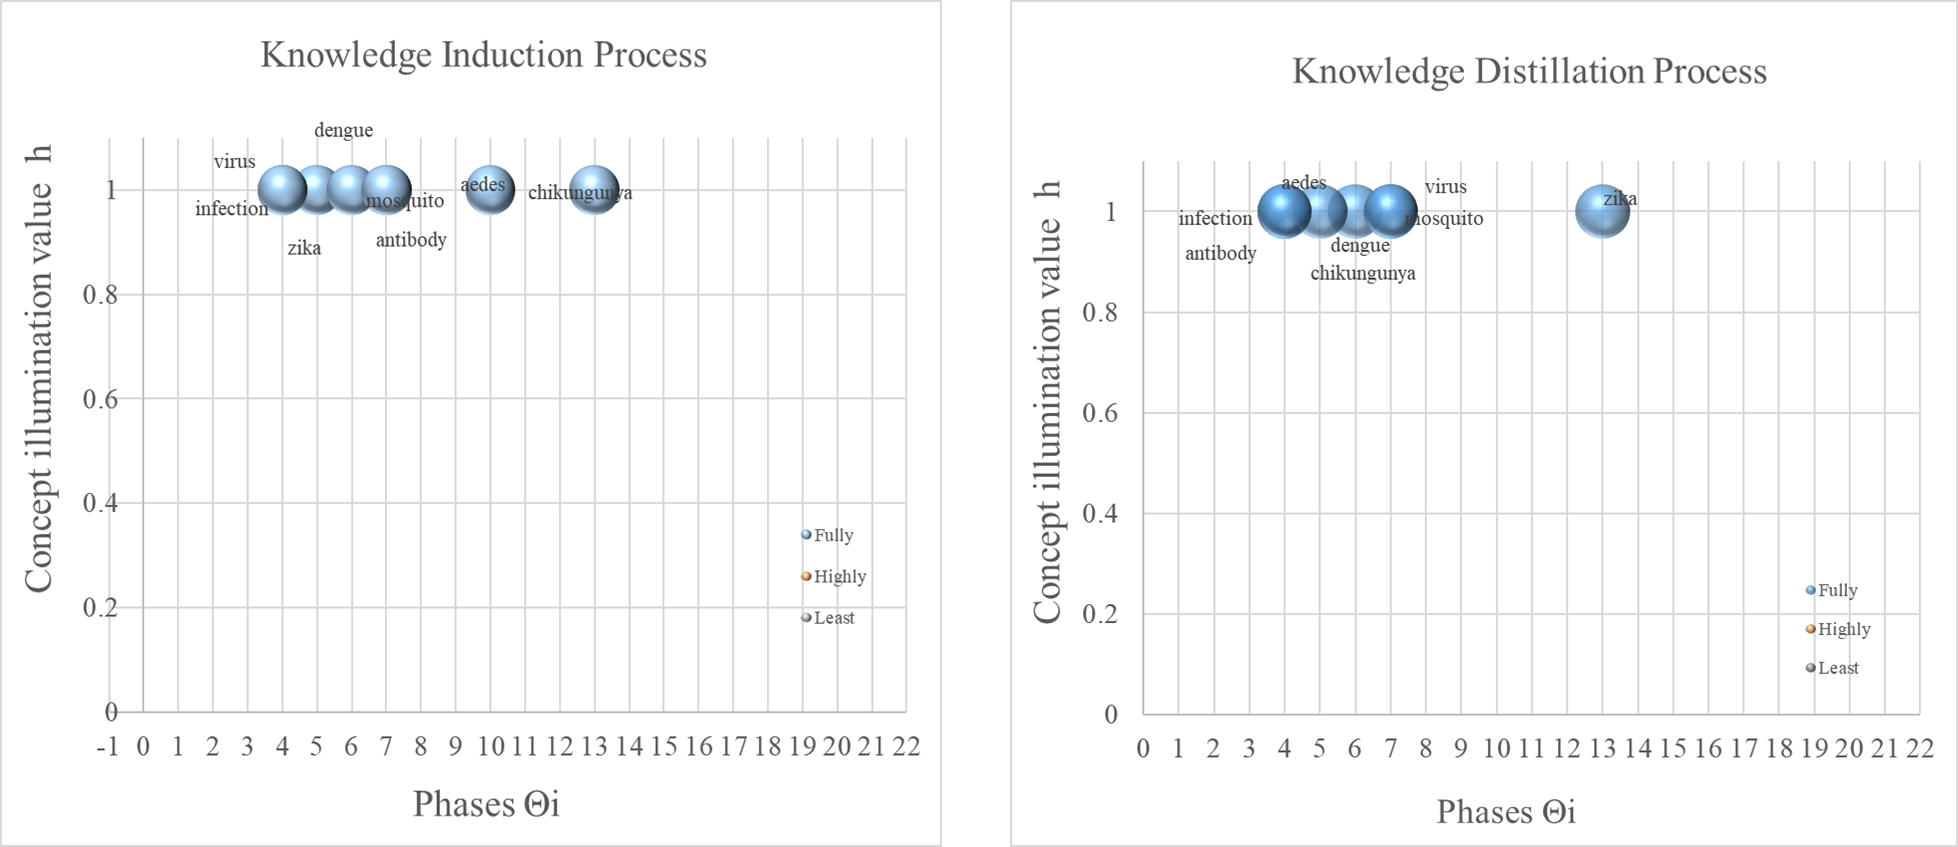 Knowledge Induction Process
Concept illumination value h
dengue
virus
infection
zika
mosquito
antibody
aedes
chikungunya
1
0.8
0.6
0.4
0.2
0
Fully
Highly
Least
-1 0 1 2 3 4 5 6 7 8 9 10 11 12 13 14 15 16 17 18 19 20 21 22
Phases Θi
Knowledge Distillation Process
Concept illumination value h
aedes
infection
antibody
virus
mosquito
dengue
chikungunya
zika
1
0.8
0.6
0.4
0.2
0
Fully
Highly
Least
0 1 2 3 4 5 6 7 8 9 10 11 12 13 14 15 16 17 18 19 20 21 22
Phases Θi